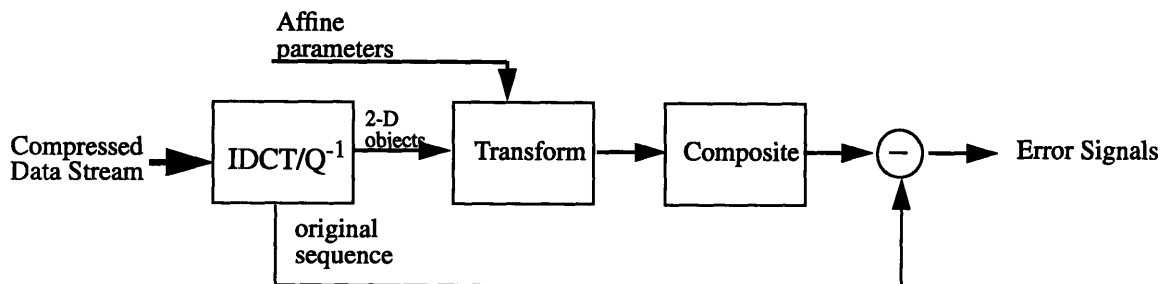 Affine
parameters
Compressed
Data Stream
IDCT/Q-1
2-D
objects
Transform
Composite
−
Error Signals
original
sequence